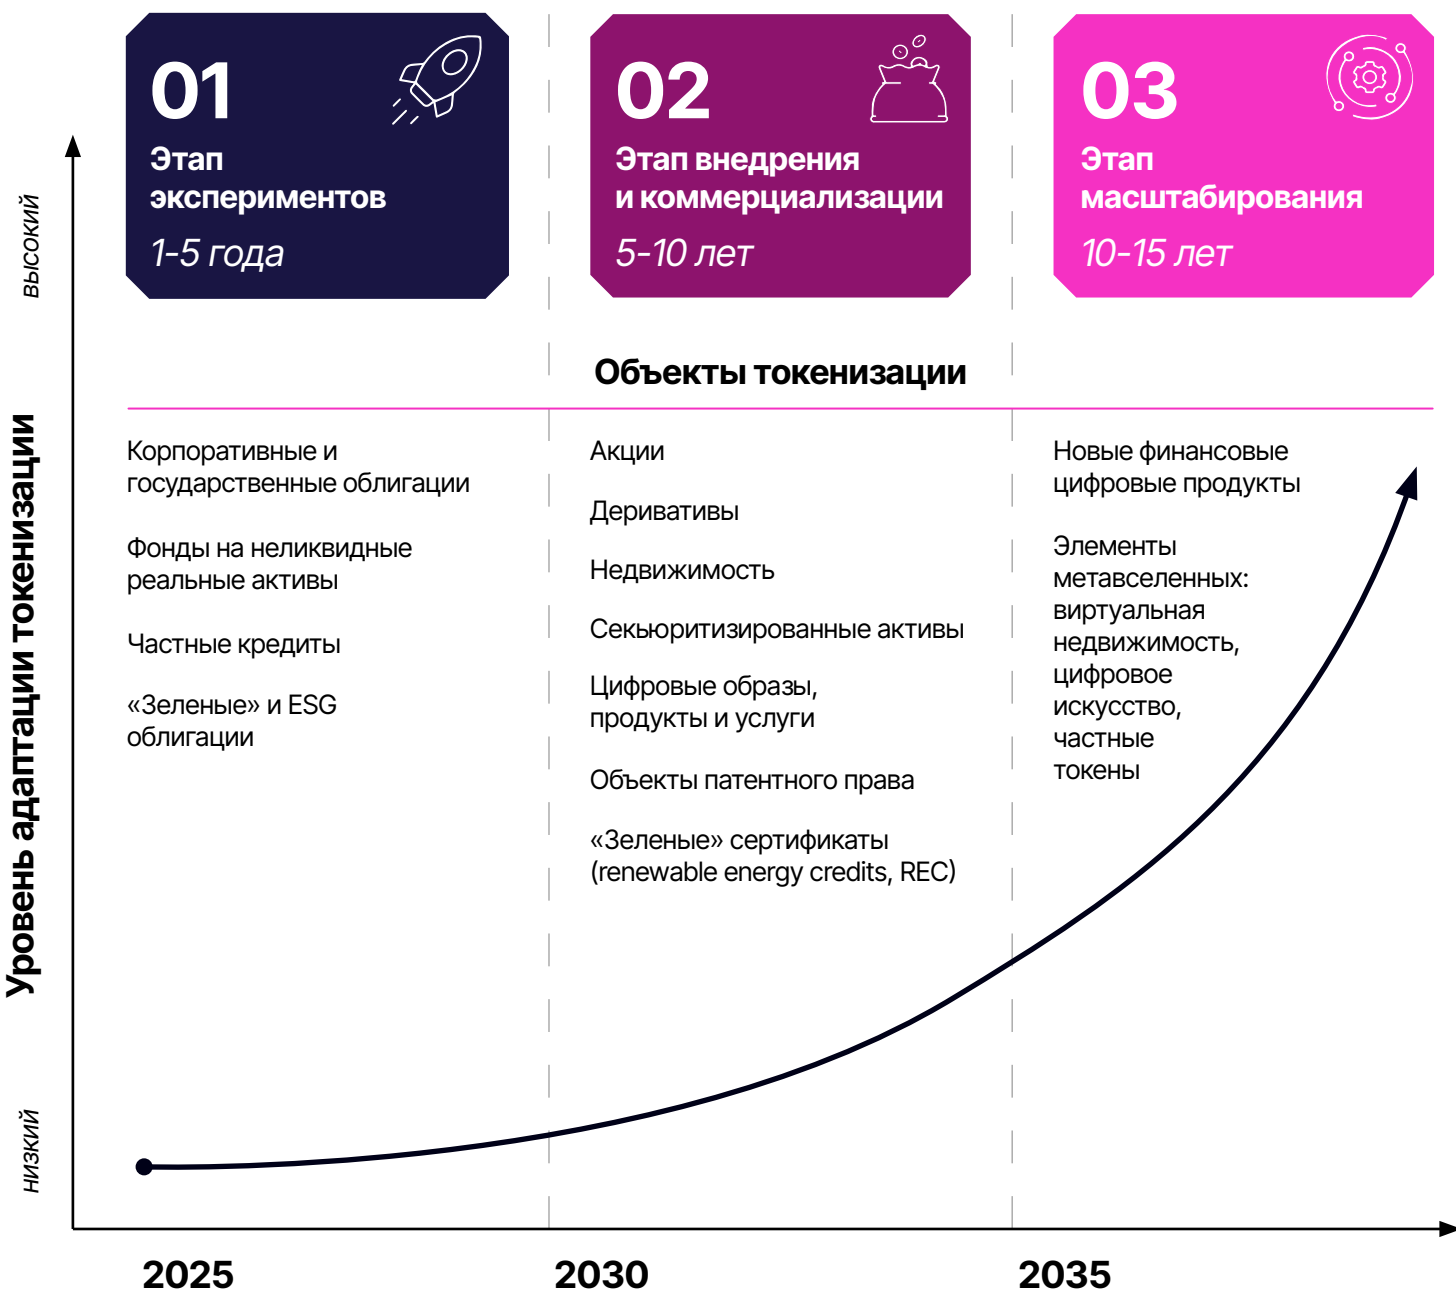 01
Этап
экспериментов
1-5 года
02
Этап внедрения
и коммерциализации
5-10 лет
03
Этап
масштабирования
10-15 лет
Объекты токенизации
Корпоративные и
государственные облигации
Фонды на неликвидные
реальные активы
Частные кредиты
«Зеленые» и ESG
облигации
Акции
Деривативы
Недвижимость
Секьюритизированные активы
Цифровые образы,
продукты и услуги
Объекты патентного права
«Зеленые» сертификаты
(renewable energy credits, REC)
Новые финансовые
цифровые продукты
Элементы
метавселенных:
виртуальная
недвижимость,
цифровое
искусство,
частные
токены
высокий
Уровень адаптации токенизации
низкий
2025
2030
2035